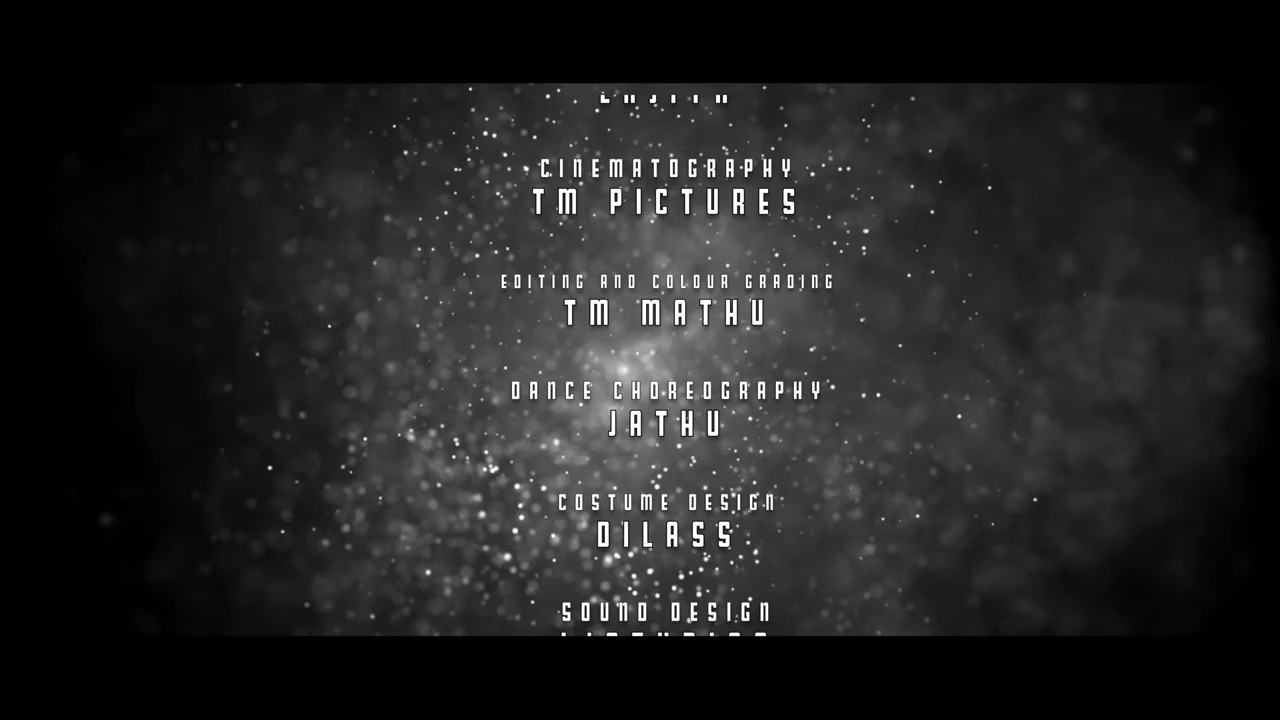 CINEMATOGRAPHY
TM PICTURES
EDITING AND COLOUR GRADING
TM MATHU
DANCE CHOREOGRAPHY
JATHU
COSTUME DESIGN
DILASS
SOUND DESIGN